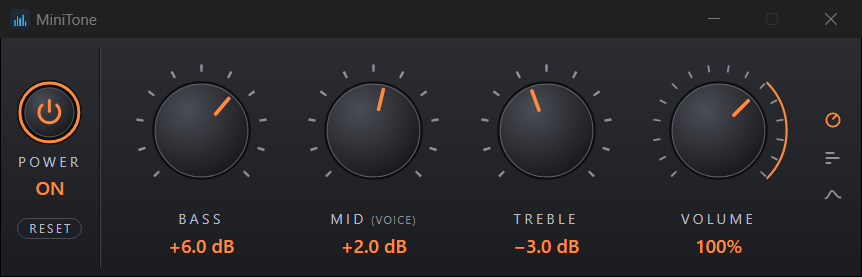 MiniTone
POWER
ON
RESET
BASS
+6.0 dB
MID (VOICE)
+2.0 dB
TREBLE
−3.0 dB
VOLUME
100%